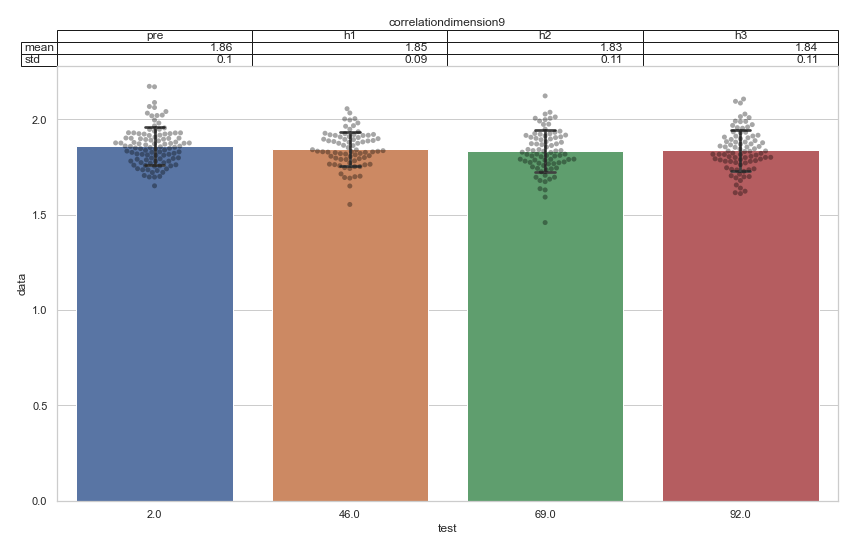 correlationdimension9
pre h1 h2 h3
mean 1.86 1.85 1.83 1.84
std 0.1 0.09 0.11 0.11
2.0
1.5
1.0
0.5
0.0
data
2.0 46.0 69.0 92.0
test